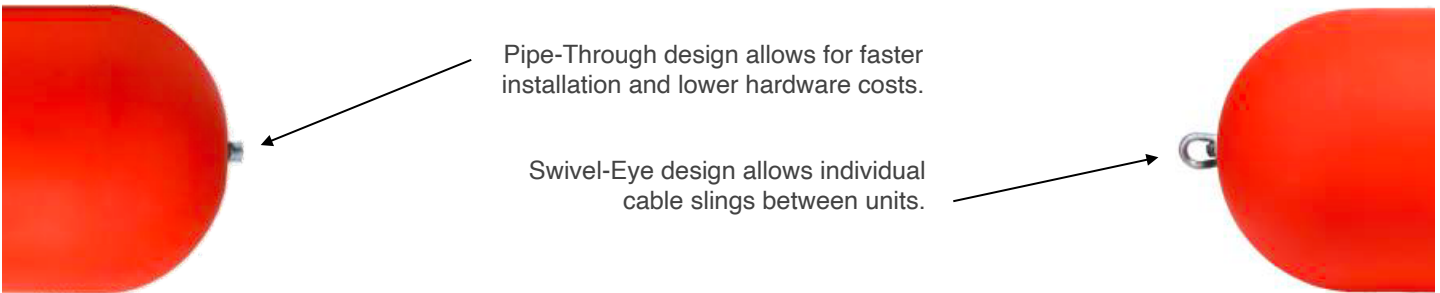 Pipe-Through design allows for faster
installation and lower hardware costs.
Swivel-Eye design allows individual
cable slings between units.